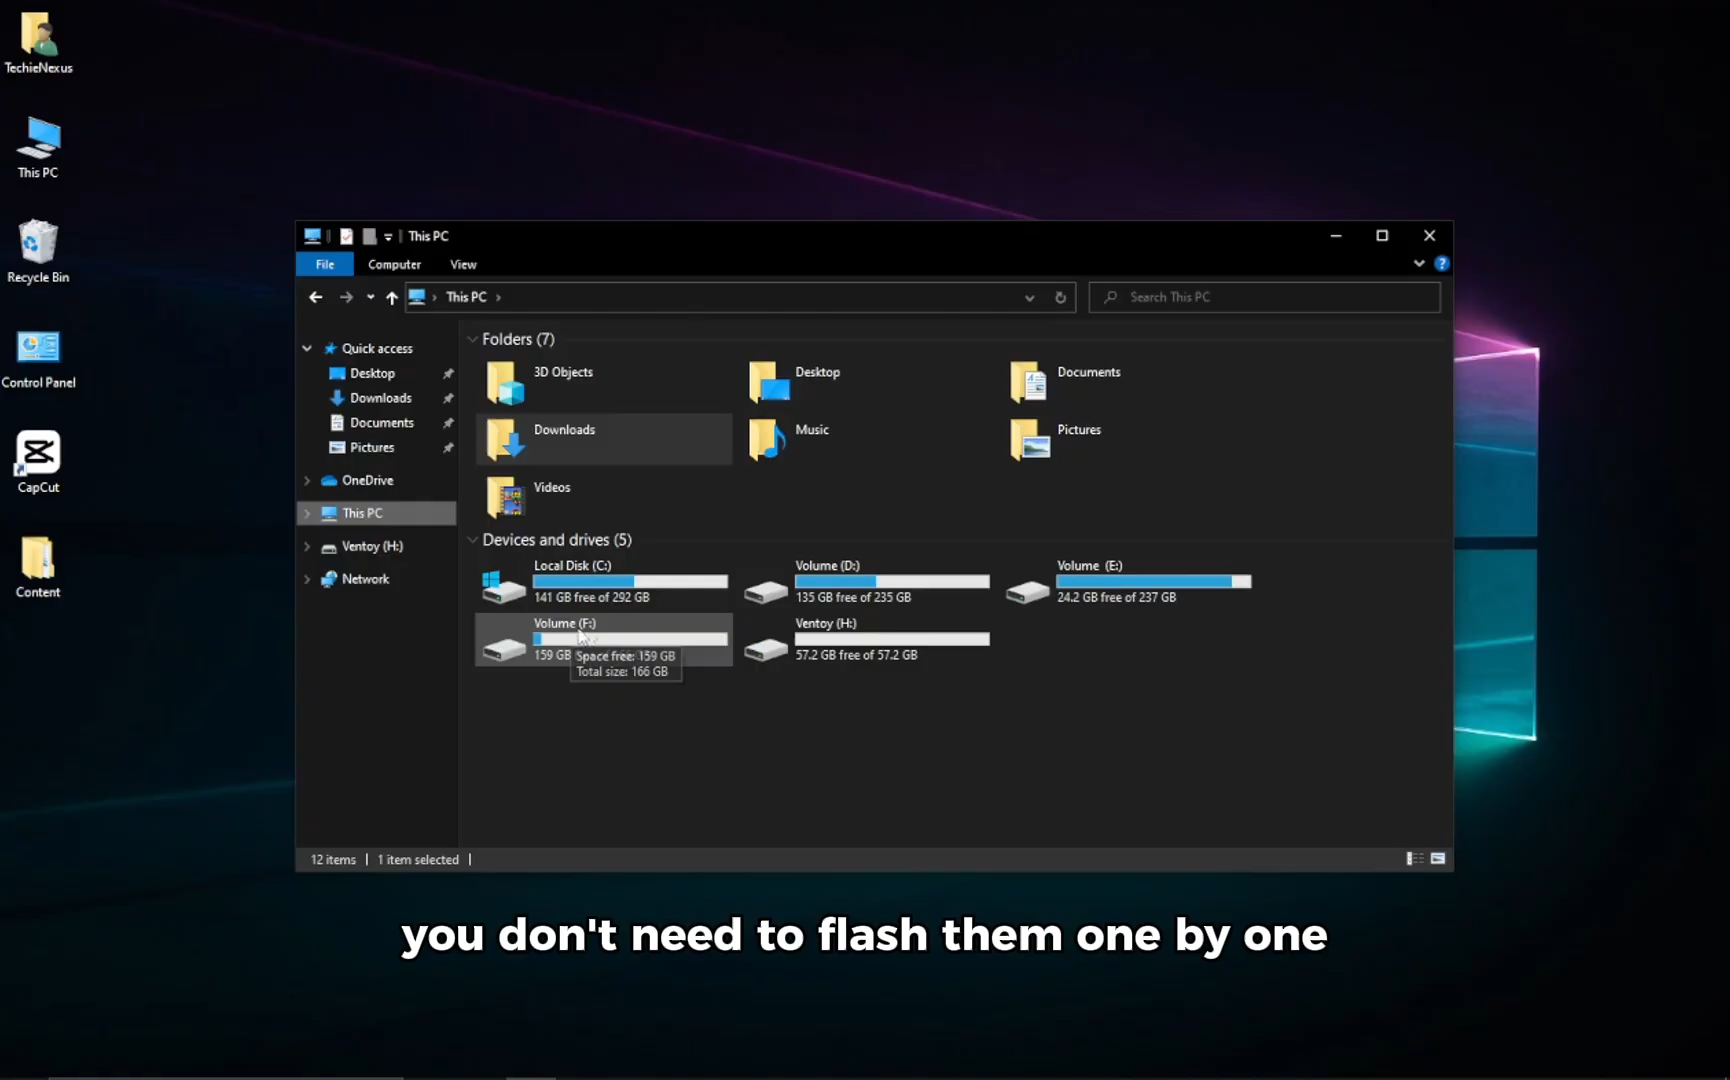 TechieNexus
This PC
Recycle Bin
Control Panel
CapCut
Content
This PC
File Computer View
This PC
Search This PC
Quick access
Desktop
Downloads
Documents
Pictures
OneDrive
This PC
Ventoy (H:)
Network
Folders (7)
3D Objects
Desktop
Documents
Downloads
Music
Pictures
Videos
Devices and drives (5)
Local Disk (C:)
141 GB free of 292 GB
Volume (D:)
135 GB free of 235 GB
Volume (E:)
24.2 GB free of 237 GB
Volume (F:)
159 GB
Space free: 159 GB
Total size: 166 GB
Ventoy (H:)
57.2 GB free of 57.2 GB
12 items 1 item selected
you don't need to flash them one by one